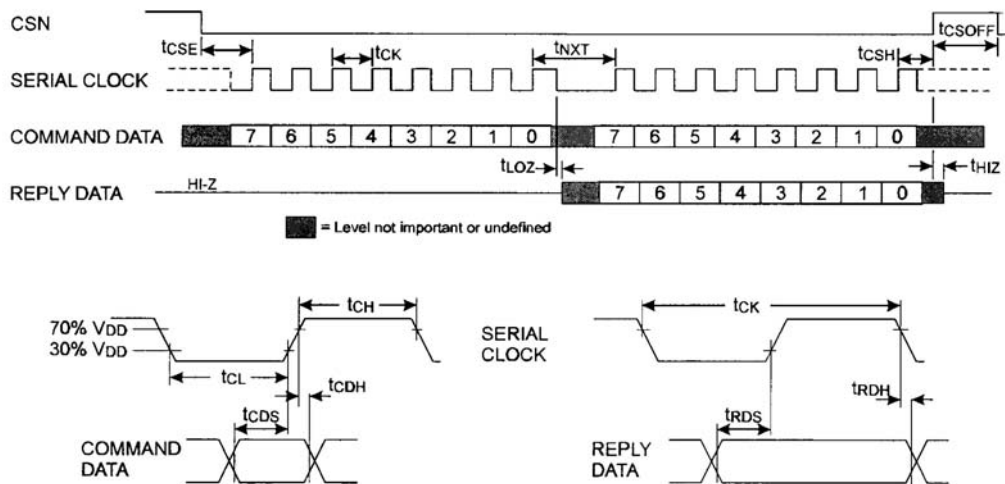 CSN
tCSE
tCK
tNXT
tCSH
tCSOFF
SERIAL CLOCK
COMMAND DATA
7 6 5 4 3 2 1 0
7 6 5 4 3 2 1 0
tLOZ
tHIZ
REPLY DATA
HI-Z
7 6 5 4 3 2 1 0
= Level not important or undefined
70% VDD
30% VDD
tCH
tCL
tCDH
tCDS
COMMAND
DATA
SERIAL
CLOCK
tCK
tRDH
tRDS
REPLY
DATA